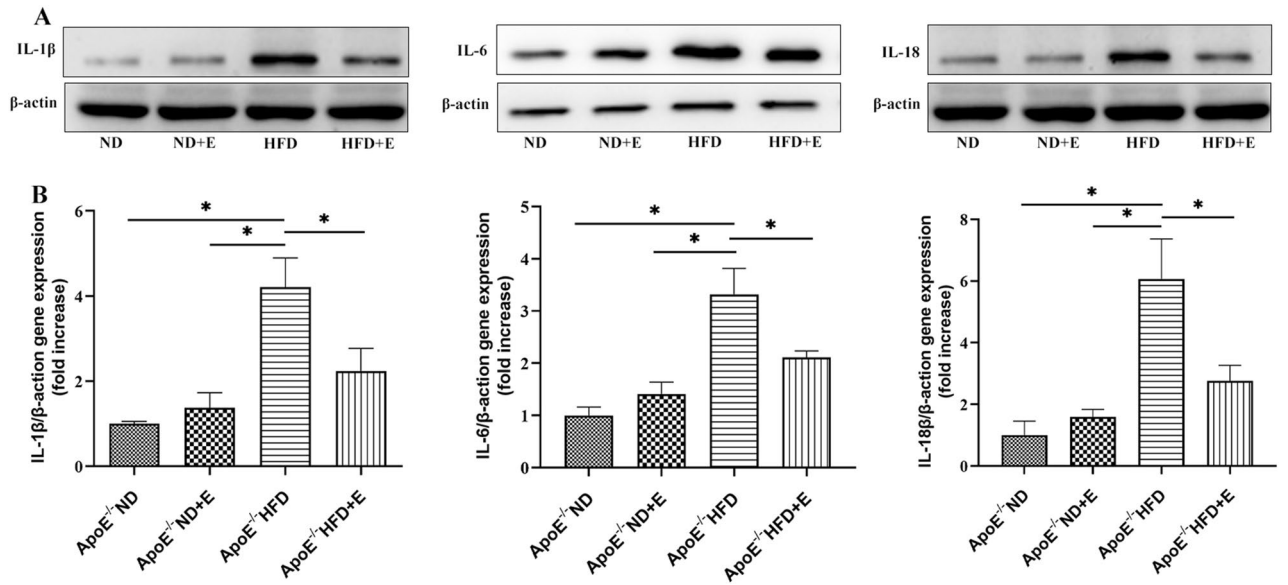 A
IL-1β
β-actin
ND ND+E HFD HFD+E
IL-6
β-actin
ND ND+E HFD HFD+E
IL-18
β-actin
ND ND+E HFD HFD+E
B
IL-1β/β-action gene expression
(fold increase)
6
4
2
0
*
*
*
ApoE-/-ND
ApoE-/-ND+E
ApoE-/-HFD
ApoE-/-HFD+E
IL-6/β-action gene expression
(fold increase)
5
4
3
2
1
0
*
*
*
ApoE-/-ND
ApoE-/-ND+E
ApoE-/-HFD
ApoE-/-HFD+E
IL-18β/β-action gene expression
(fold increase)
8
6
4
2
0
*
*
*
ApoE-/-ND
ApoE-/-ND+E
ApoE-/-HFD
ApoE-/-HFD+E